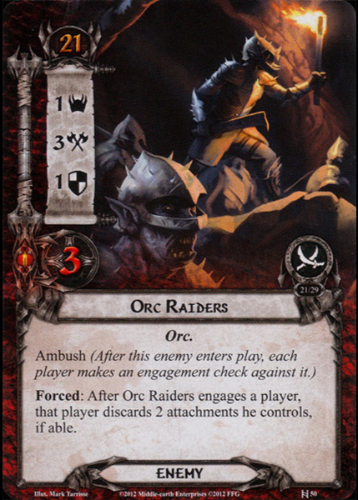 21
1
3
1
3
21/29
ORC RAIDERS
Orc.
Ambush (After this enemy enters play, each
player makes an engagement check against it.)
Forced: After Orc Raiders engages a player,
that player discards 2 attachments he controls,
if able.
ENEMY
Illus. Mark Tarrisse ©2012 Middle-earth Enterprises ©2012 FFG 50